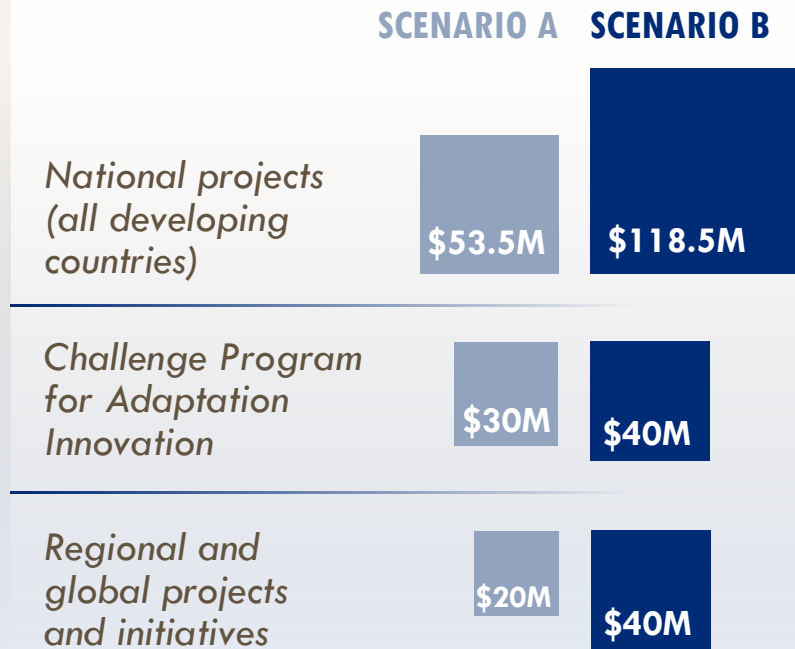 SCENARIO A SCENARIO B
National projects
(all developing
countries)
$53.5M $118.5M
Challenge Program
for Adaptation
Innovation
$30M $40M
Regional and
global projects
and initiatives
$20M $40M